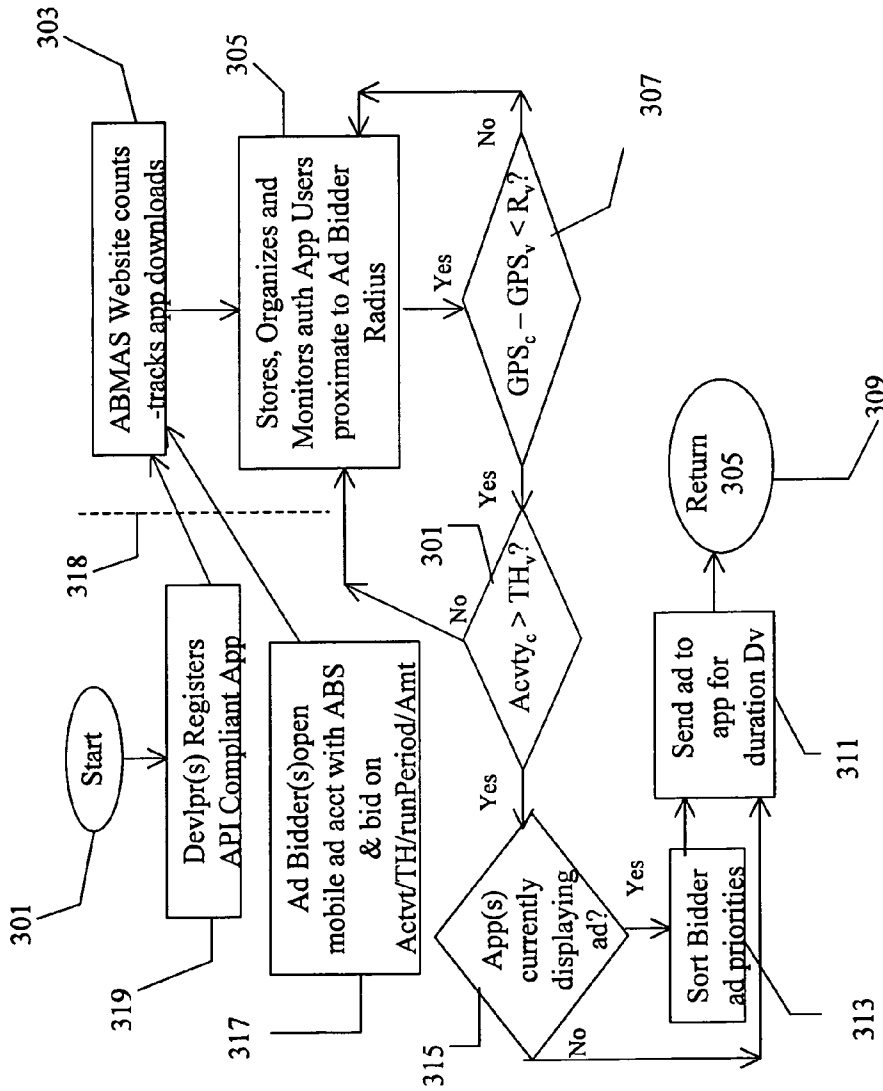 Start
301
Devlpr(s) Registers
API Compliant App
319
Ad Bidder(s)open
mobile ad acct with ABS
& bid on
Actvt/TH/runPeriod/Amt
317
318
ABMAS Website counts
-tracks app downloads
303
Stores, Organizes and
Monitors auth App Users
proximate to Ad Bidder
Radius
305
Yes
No
GPSc – GPSv < Rv?
307
Yes
No
301
Acvtyc > THv?
Yes
App(s)
currently
displaying
ad?
315
Yes
No
Sort Bidder
ad priorities
313
Send ad to
app for
duration Dv
311
Return
305
309